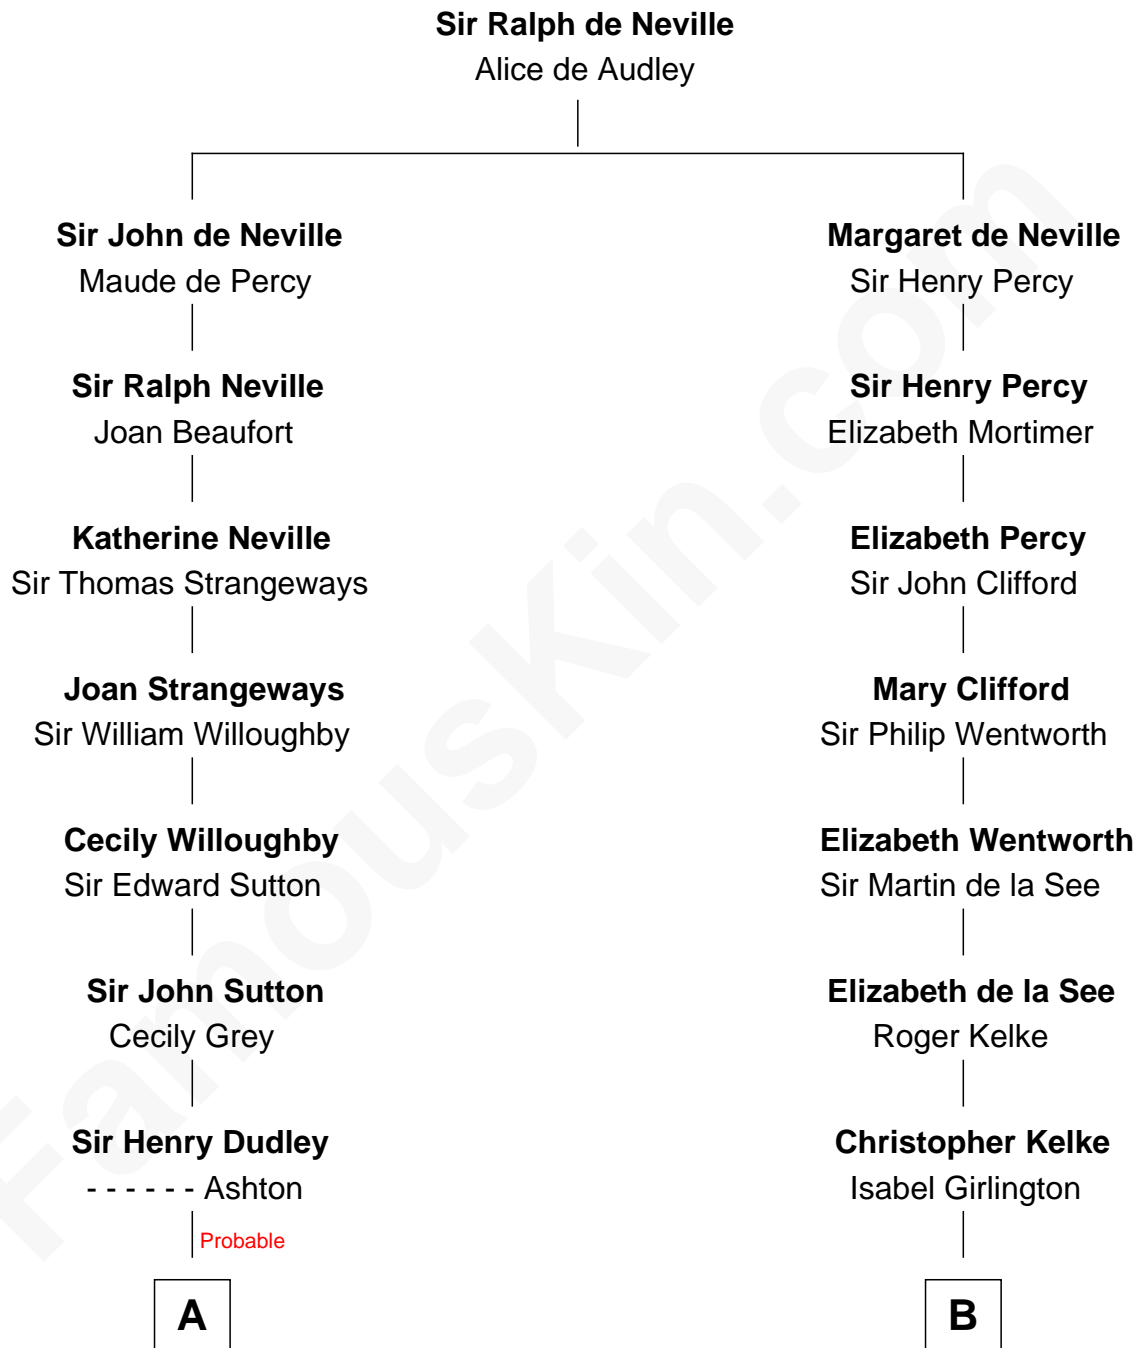 Sir Ralph de Neville
Alice de Audley
Sir John de Neville
Maude de Percy
Margaret de Neville
Sir Henry Percy
Sir Ralph Neville
Joan Beaufort
Sir Henry Percy
Elizabeth Mortimer
Katherine Neville
Sir Thomas Strangeways
Elizabeth Percy
Sir John Clifford
Joan Strangeways
Sir William Willoughby
Mary Clifford
Sir Philip Wentworth
Cecily Willoughby
Sir Edward Sutton
Elizabeth Wentworth
Sir Martin de la See
Sir John Sutton
Cecily Grey
Elizabeth de la See
Roger Kelke
Sir Henry Dudley
- - - - - - Ashton
Christopher Kelke
Isabel Girlington
Probable
A
B
FamousKin.com